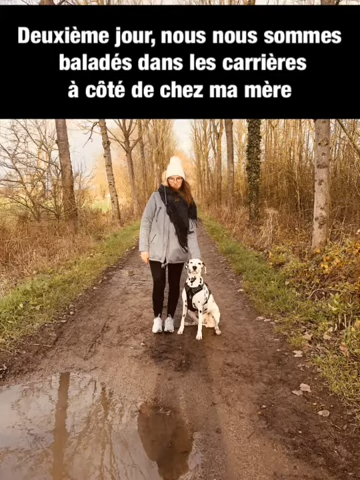 Deuxième jour, nous nous sommes
baladés dans les carrières
à côté de chez ma mère